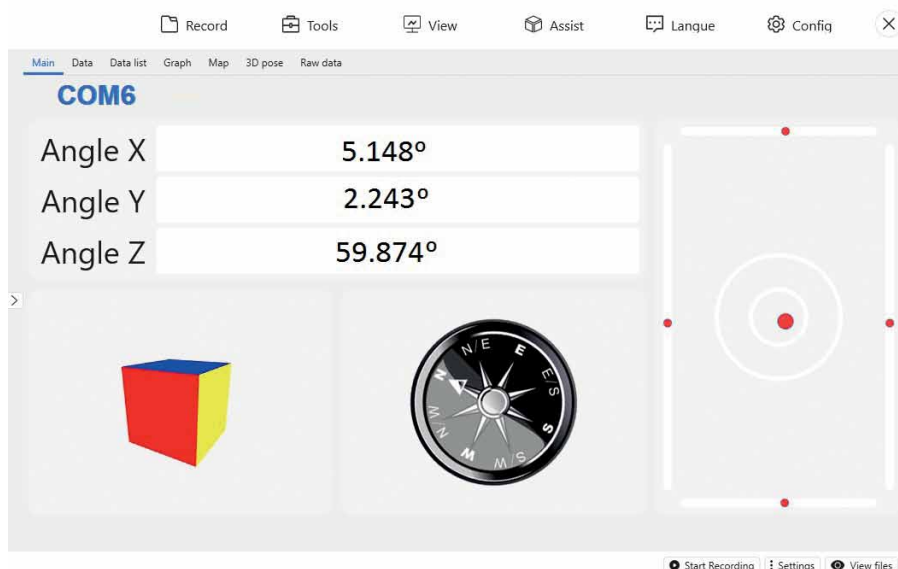 Record Tools View Assist Langue Config
Main Data Data list Graph Map 3D pose Raw data
COM6
Angle X 5.148º
Angle Y 2.243º
Angle Z 59.874º
N/E E E/S S S/W W W/N N
Start Recording Settings View files